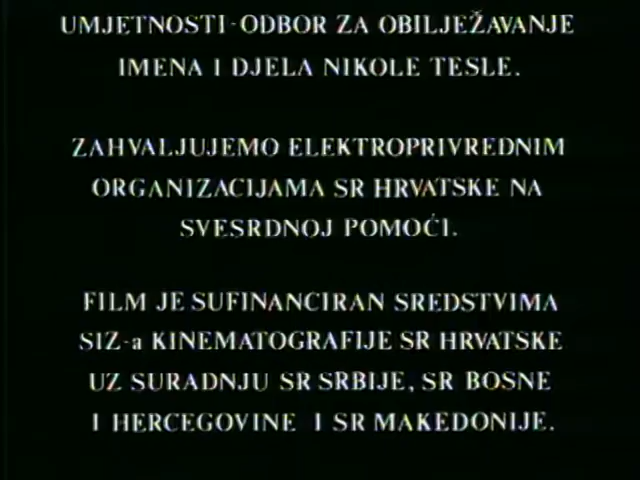 UMJETNOSTI-ODBOR ZA OBILJEŽAVANJE
IMENA I DJELA NIKOLE TESLE.
ZAHVALJUJEMO ELEKTROPRIVREDNIM
ORGANIZACIJAMA SR HRVATSKE NA
SVESRDNOJ POMOĆI.
FILM JE SUFINANCIRAN SREDSTVIMA
SIZ-a KINEMATOGRAFIJE SR HRVATSKE
UZ SURADNJU SR SRBIJE, SR BOSNE
I HERCEGOVINE I SR MAKEDONIJE.